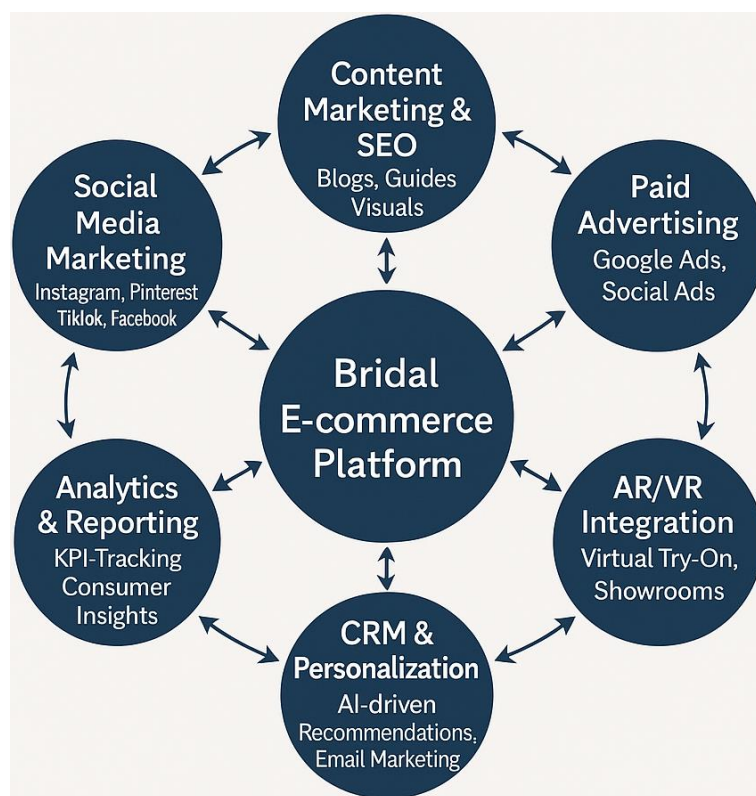 Content
Marketing &
SEO
Blogs, Guides
Visuals
Social
Media
Marketing
Instagram, Pinterest
Tiklok, Facebook
Paid
Advertising
Google Ads,
Social Ads
Bridal
E-commerce
Platform
Analytics
& Reporting
KPI-Tracking
Consumer
Insights
AR/VR
Integration
Virtual Try-On,
Showrooms
CRM &
Personalization
AI-driven
Recommendations,
Email Marketing